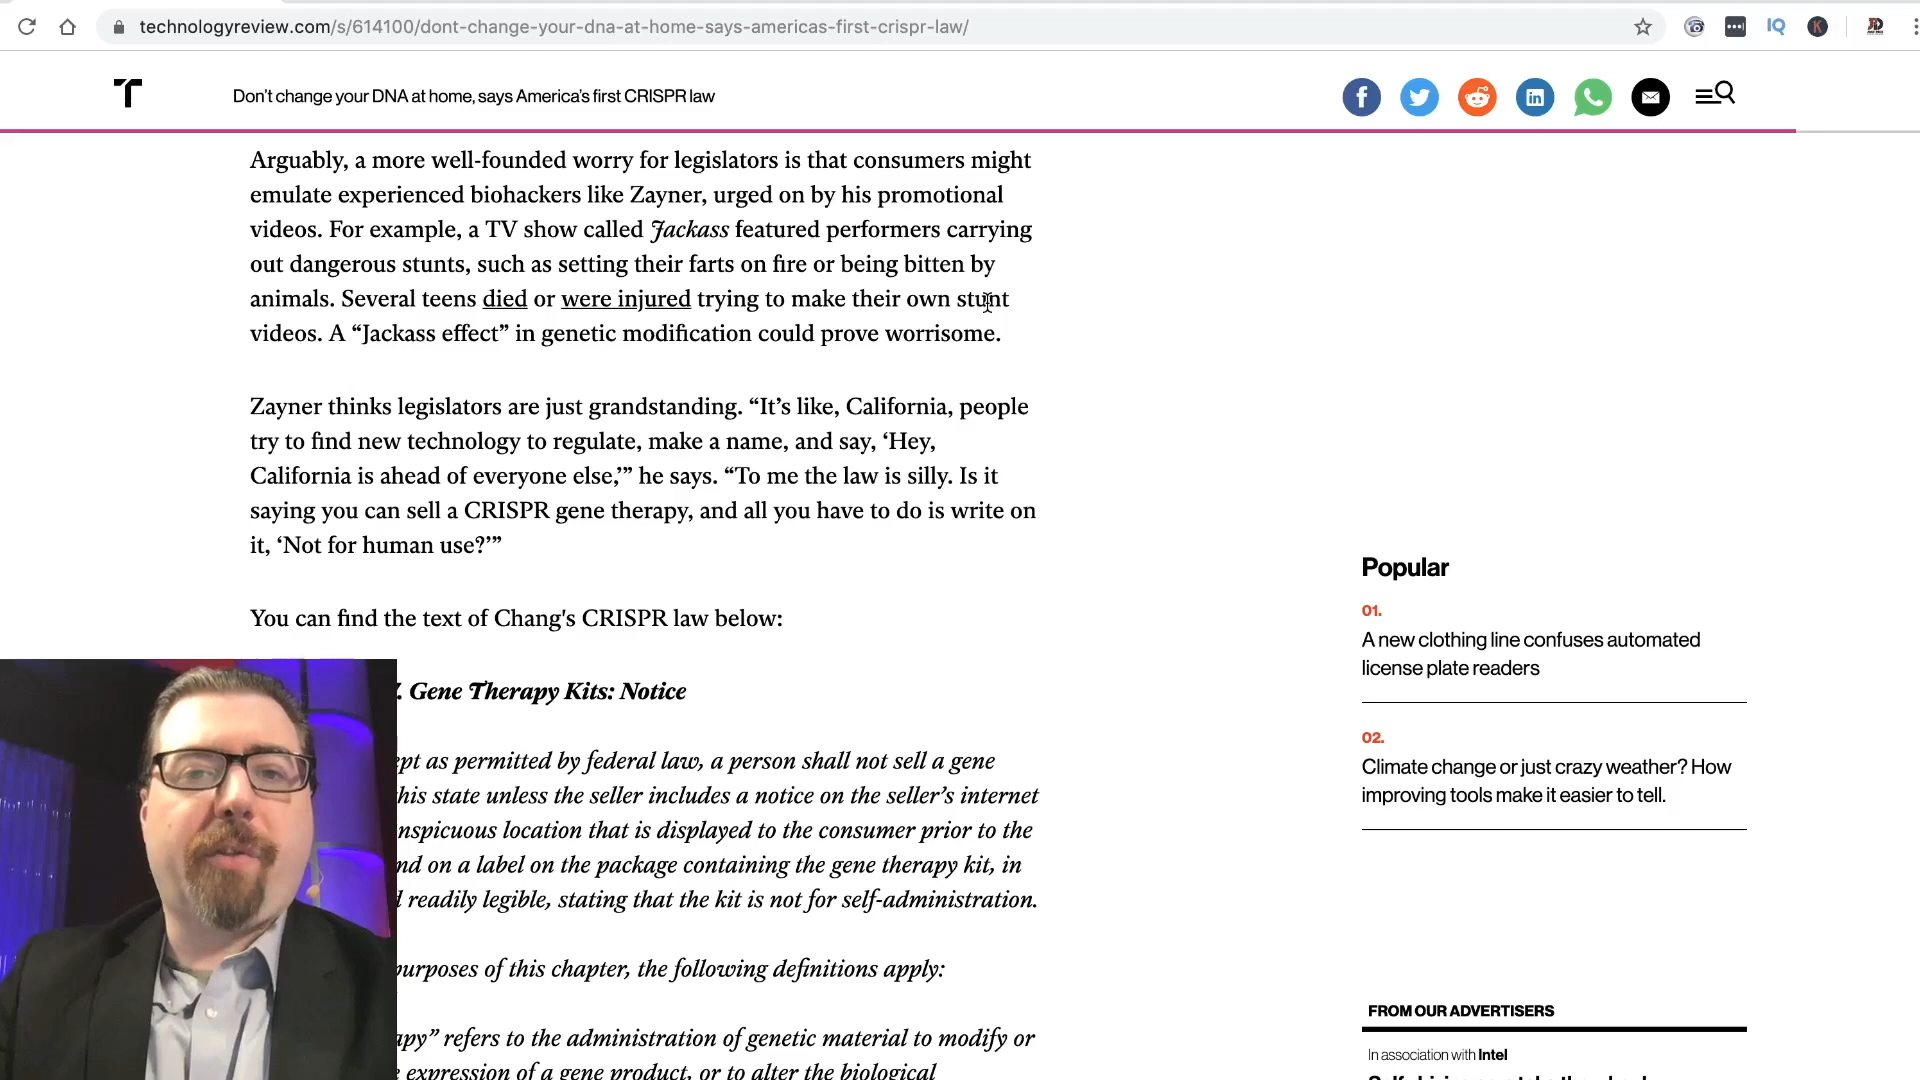 technologyreview.com/s/614100/dont-change-your-dna-at-home-says-americas-first-crispr-law/
IQ
K
T
Don't change your DNA at home, says America's first CRISPR law
Arguably, a more well-founded worry for legislators is that consumers might
emulate experienced biohackers like Zayner, urged on by his promotional
videos. For example, a TV show called Jackass featured performers carrying
out dangerous stunts, such as setting their farts on fire or being bitten by
animals. Several teens died or were injured trying to make their own stunt
videos. A “Jackass effect” in genetic modification could prove worrisome.
Zayner thinks legislators are just grandstanding. “It’s like, California, people
try to find new technology to regulate, make a name, and say, ‘Hey,
California is ahead of everyone else,’” he says. “To me the law is silly. Is it
saying you can sell a CRISPR gene therapy, and all you have to do is write on
it, ‘Not for human use?’”
You can find the text of Chang's CRISPR law below:
. Gene Therapy Kits: Notice
ept as permitted by federal law, a person shall not sell a gene
his state unless the seller includes a notice on the seller’s internet
nspicuous location that is displayed to the consumer prior to the
nd on a label on the package containing the gene therapy kit, in
d readily legible, stating that the kit is not for self-administration.
purposes of this chapter, the following definitions apply:
apy” refers to the administration of genetic material to modify or
e expression of a gene product, or to alter the biological
Popular
01.
A new clothing line confuses automated
license plate readers
02.
Climate change or just crazy weather? How
improving tools make it easier to tell.
FROM OUR ADVERTISERS
In association with Intel